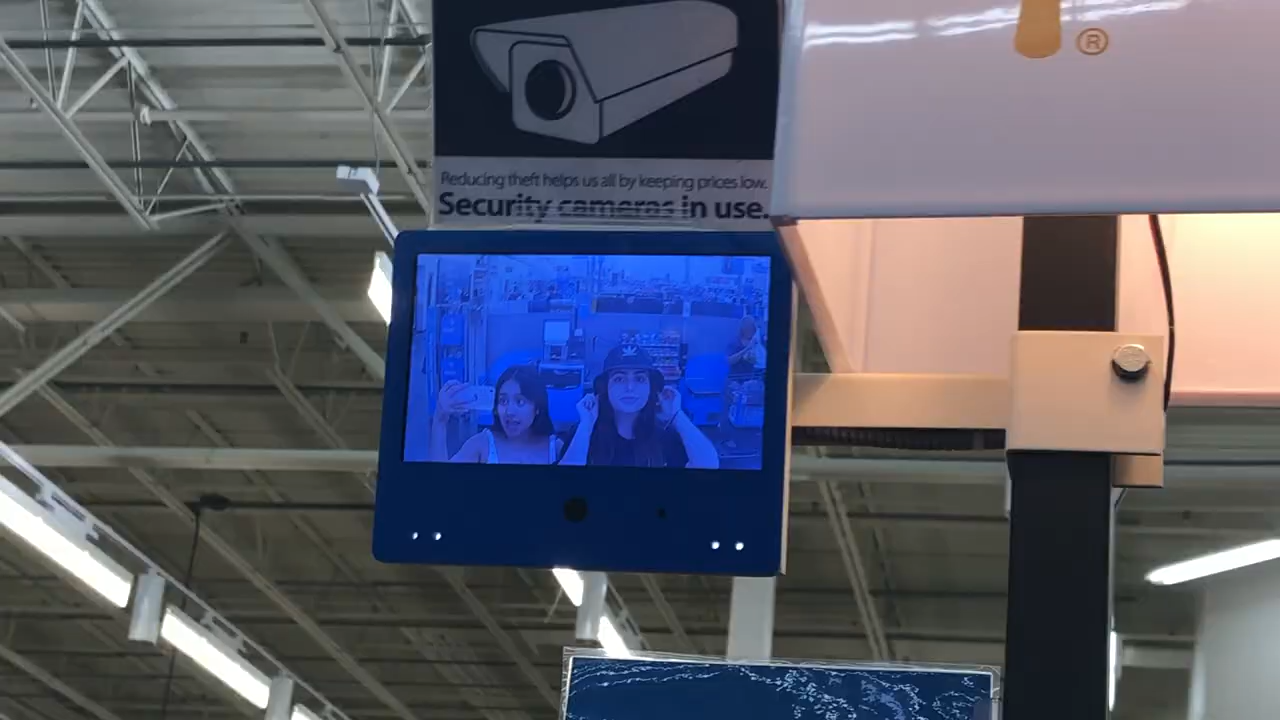 ®
Reducing theft helps us all by keeping prices low.
Security cameras in use.